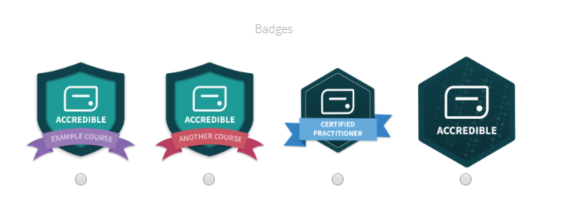 Badges
ACCREDIBLE
EXAMPLE COURSE
ACCREDIBLE
ANOTHER COURSE
CERTIFIED
PRACTITIONER
ACCREDIBLE